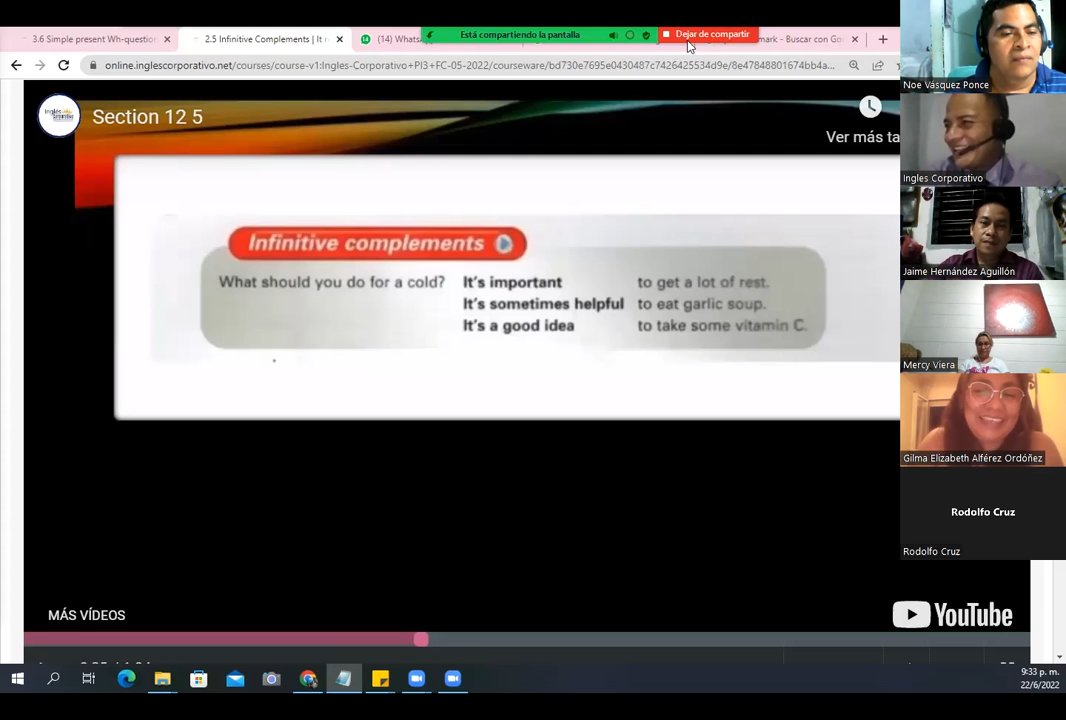 3.6 Simple present Wh-question
2.5 Infinitive Complements | It r
(14) Whats
Está compartiendo la pantalla
Dejar de compartir
mark - Buscar con Go
online.inglescorporativo.net/courses/course-v1:Ingles-Corporativo+PI3+FC-05-2022/courseware/bd730e7695e0430487c7426425534d9e/8e47848801674bb4a...
Section 12 5
Ver más ta
Infinitive complements
What should you do for a cold? It's important to get a lot of rest.
It's sometimes helpful to eat garlic soup.
It's a good idea to take some vitamin C.
MÁS VÍDEOS
YouTube
Noe Vásquez Ponce
Ingles Corporativo
Jaime Hernández Aguillón
Mercy Viera
Gilma Elizabeth Alférez Ordóñez
Rodolfo Cruz
Rodolfo Cruz
9:33 p. m.
22/6/2022